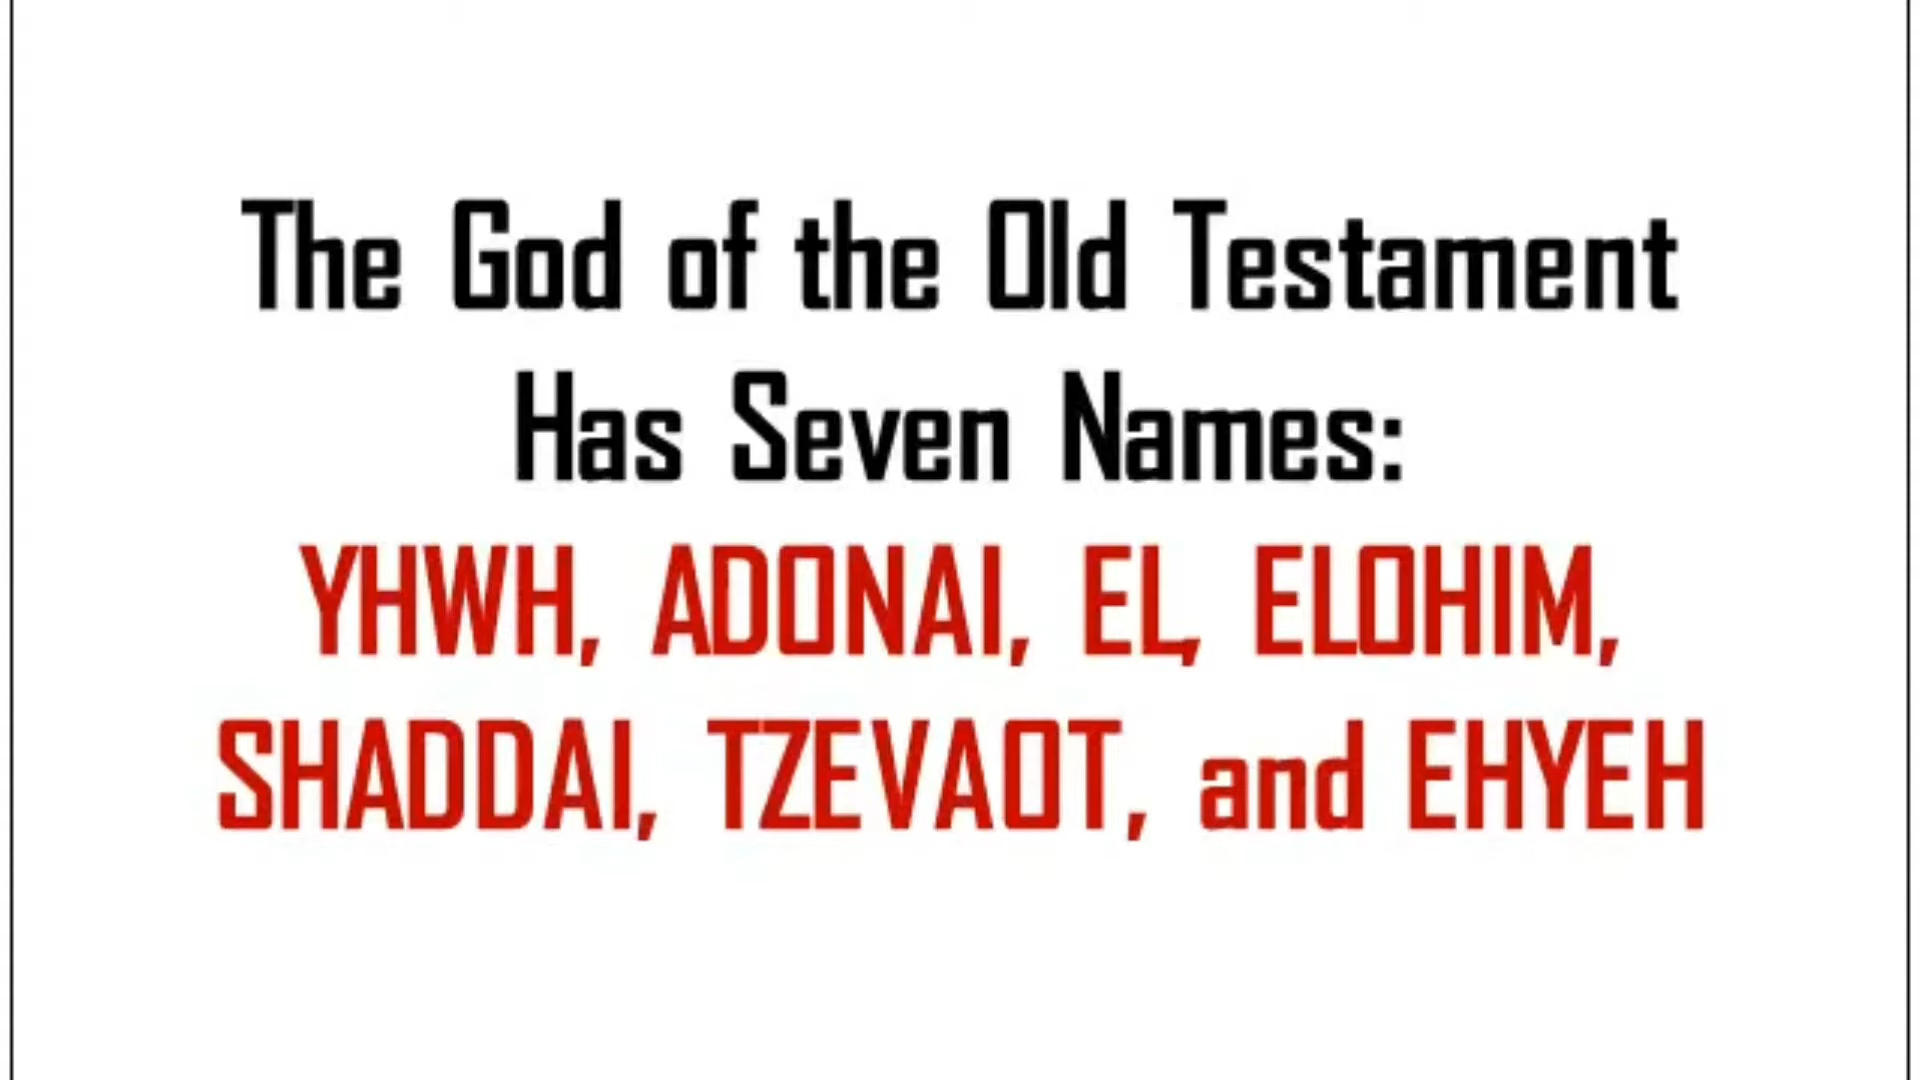 The God of the Old Testament
Has Seven Names:
YHWH, ADONAI, EL, ELOHIM,
SHADDAI, TZEVAOT, and EHYEH